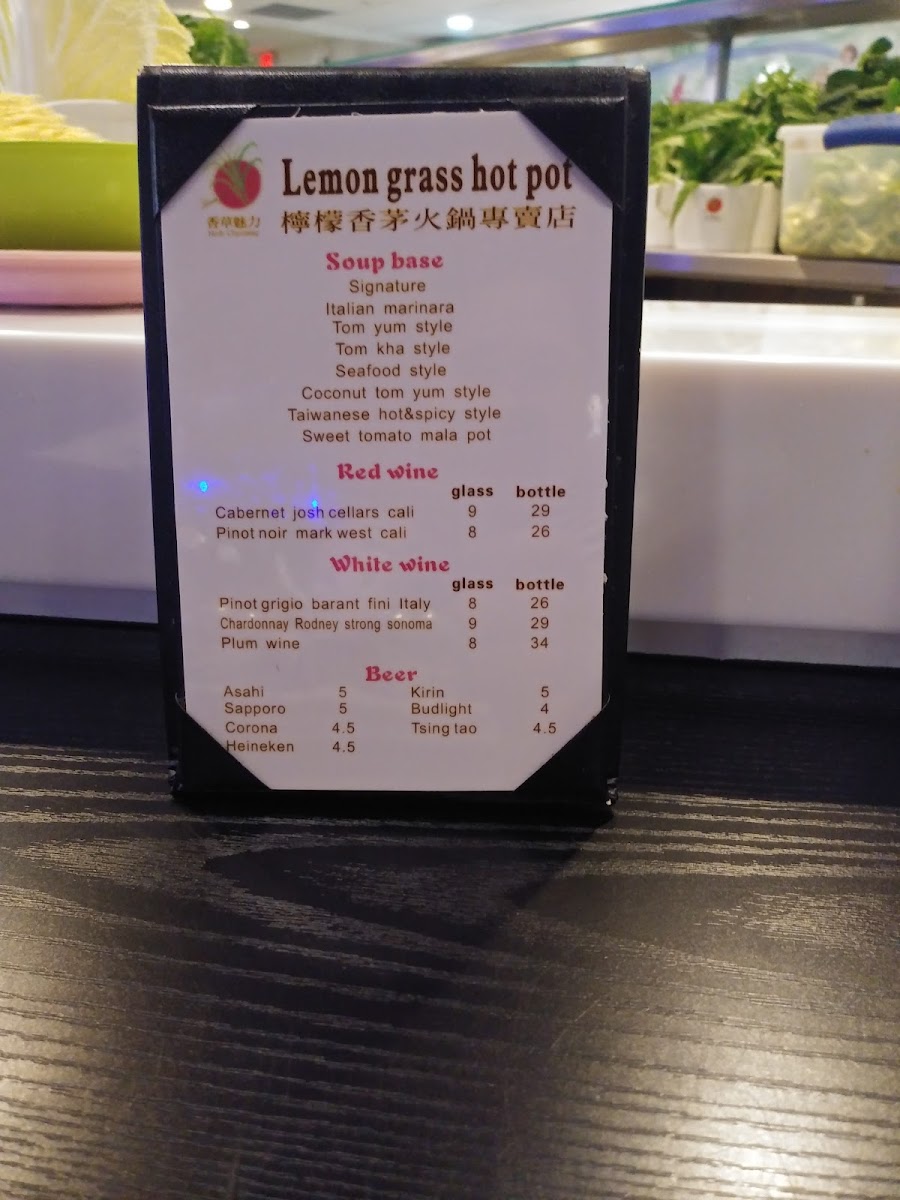 Lemon grass hot pot
香草魅力
檸檬香茅火鍋專賣店
Soup base
Signature
Italian marinara
Tom yum style
Tom kha style
Seafood style
Coconut tom yum style
Taiwanese hot&spicy style
Sweet tomato mala pot
Red wine
glass bottle
Cabernet josh cellars cali 9 29
Pinot noir mark west cali 8 26
White wine
glass bottle
Pinot grigio barant fini Italy 8 26
Chardonnay Rodney strong sonoma 9 29
Plum wine 8 34
Beer
Asahi 5 Kirin 5
Sapporo 5 Budlight 4
Corona 4.5 Tsing tao 4.5
Heineken 4.5